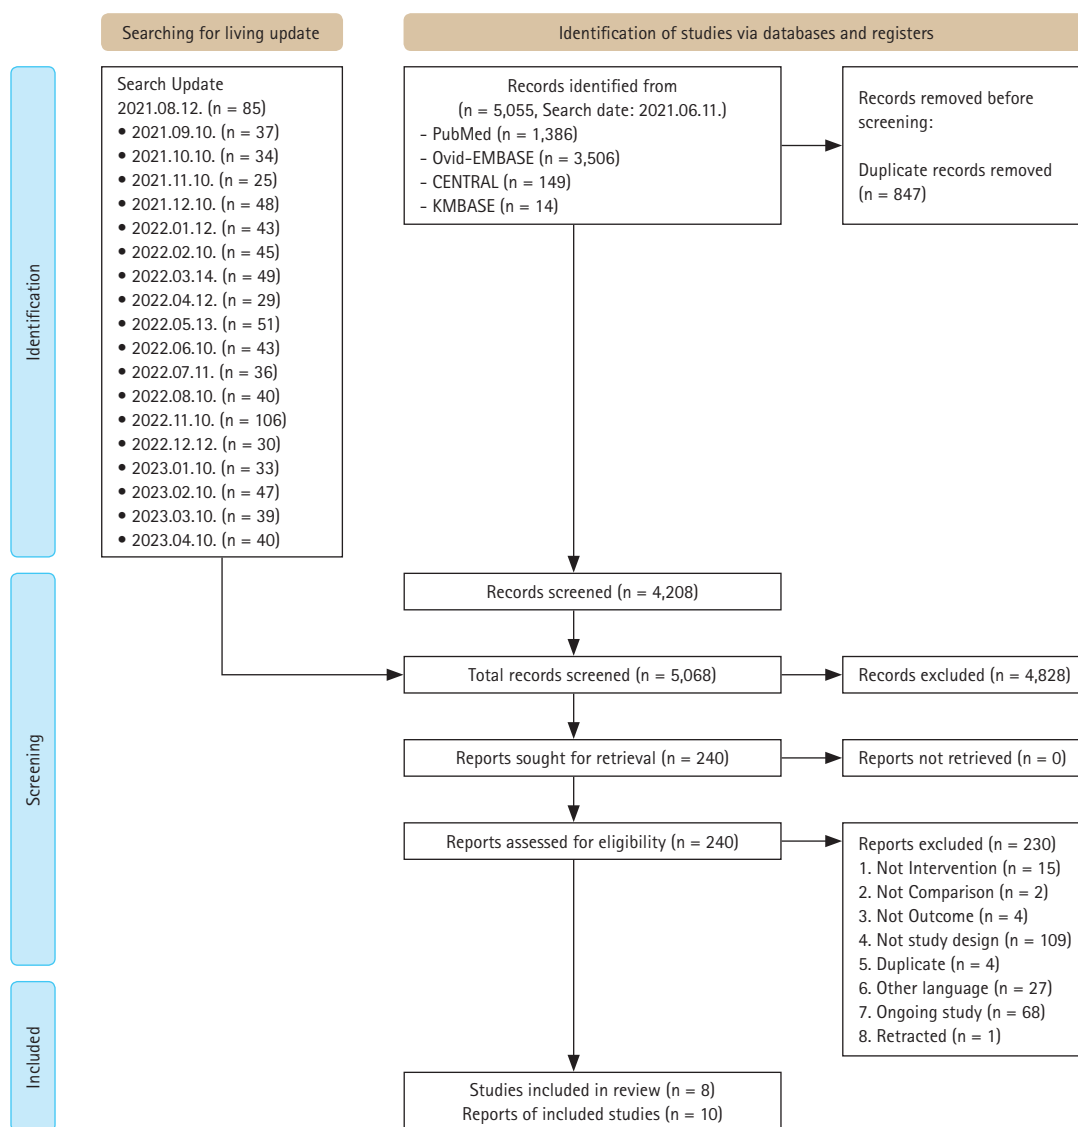 Searching for living update
Identification of studies via databases and registers
Identification
Search Update
2021.08.12. (n = 85)
• 2021.09.10. (n = 37)
• 2021.10.10. (n = 34)
• 2021.11.10. (n = 25)
• 2021.12.10. (n = 48)
• 2022.01.12. (n = 43)
• 2022.02.10. (n = 45)
• 2022.03.14. (n = 49)
• 2022.04.12. (n = 29)
• 2022.05.13. (n = 51)
• 2022.06.10. (n = 43)
• 2022.07.11. (n = 36)
• 2022.08.10. (n = 40)
• 2022.11.10. (n = 106)
• 2022.12.12. (n = 30)
• 2023.01.10. (n = 33)
• 2023.02.10. (n = 47)
• 2023.03.10. (n = 39)
• 2023.04.10. (n = 40)
Records identified from
(n = 5,055, Search date: 2021.06.11.)
- PubMed (n = 1,386)
- Ovid-EMBASE (n = 3,506)
- CENTRAL (n = 149)
- KMBASE (n = 14)
Records removed before
screening:
Duplicate records removed
(n = 847)
Screening
Records screened (n = 4,208)
Total records screened (n = 5,068)
Records excluded (n = 4,828)
Reports sought for retrieval (n = 240)
Reports not retrieved (n = 0)
Reports assessed for eligibility (n = 240)
Reports excluded (n = 230)
1. Not Intervention (n = 15)
2. Not Comparison (n = 2)
3. Not Outcome (n = 4)
4. Not study design (n = 109)
5. Duplicate (n = 4)
6. Other language (n = 27)
7. Ongoing study (n = 68)
8. Retracted (n = 1)
Included
Studies included in review (n = 8)
Reports of included studies (n = 10)